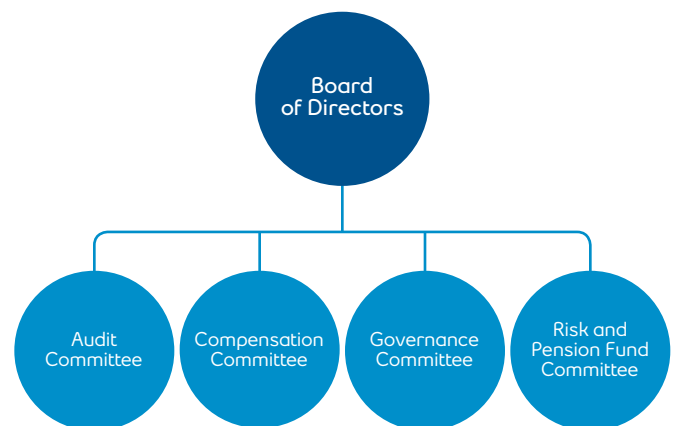 Board
of Directors
Audit
Committee
Compensation
Committee
Governance
Committee
Risk and
Pension Fund
Committee